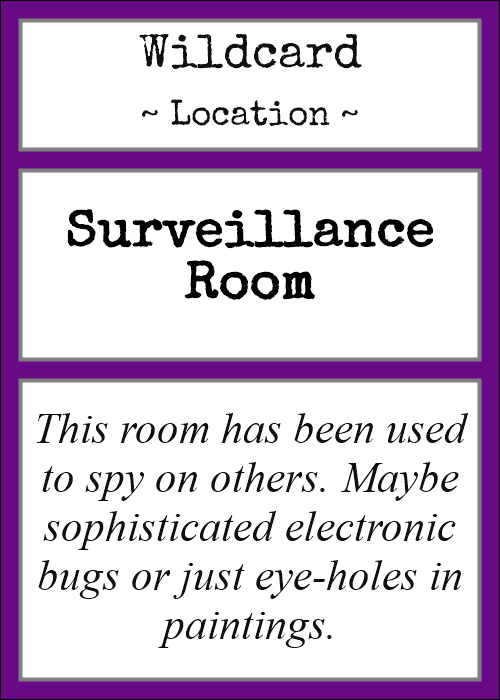 Wildcard
~ Location ~
Surveillance
Room
This room has been used
to spy on others. Maybe
sophisticated electronic
bugs or just eye-holes in
paintings.